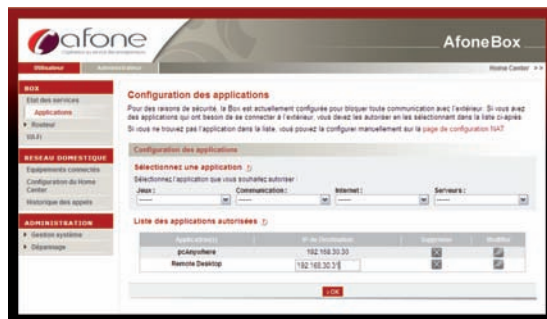 afone
AfoneBox
Utilisateur
Administrateur
Home Center >>
BOX
Etat des services
Applications
Routeur
Wi-Fi
RESEAU DOMESTIQUE
Equipements connectés
Configuration du Home
Center
Historique des appels
ADMINISTRATION
Gestion système
Dépannage
Configuration des applications
Pour des raisons de sécurité, la Box est actuellement configurée pour bloquer toute communication avec l'extérieur. Si vous avez
des applications qui ont besoin de se connecter à l'extérieur, vous devez les autoriser en les sélectionnant dans la liste ci-après.
Si vous ne trouvez pas l'application dans la liste, vous pouvez la configurer manuellement sur la page de configuration NAT.
Configuration des applications
Sélectionnez une application
Sélectionnez l'application que vous souhaitez autoriser :
Jeux : Communication : Internet : Serveurs :
------ ------ ------ ------
Liste des applications autorisées
Application(s) IP de Destination Supprimer Modifier
pcAnywhere 192.168.30.30
Remote Desktop 192.168.30.31
>OK